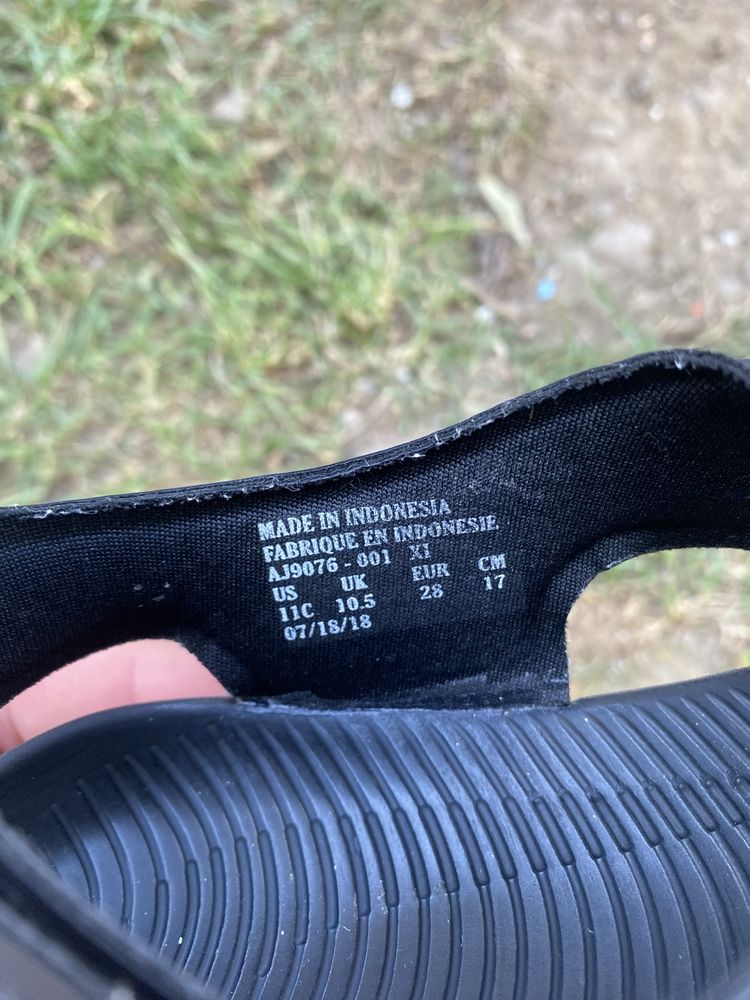 MADE IN INDONESIA
FABRIQUE EN INDONESIE
AJ9076 - 001 XI
US UK EUR CM
11C 10.5 28 17
07/18/18